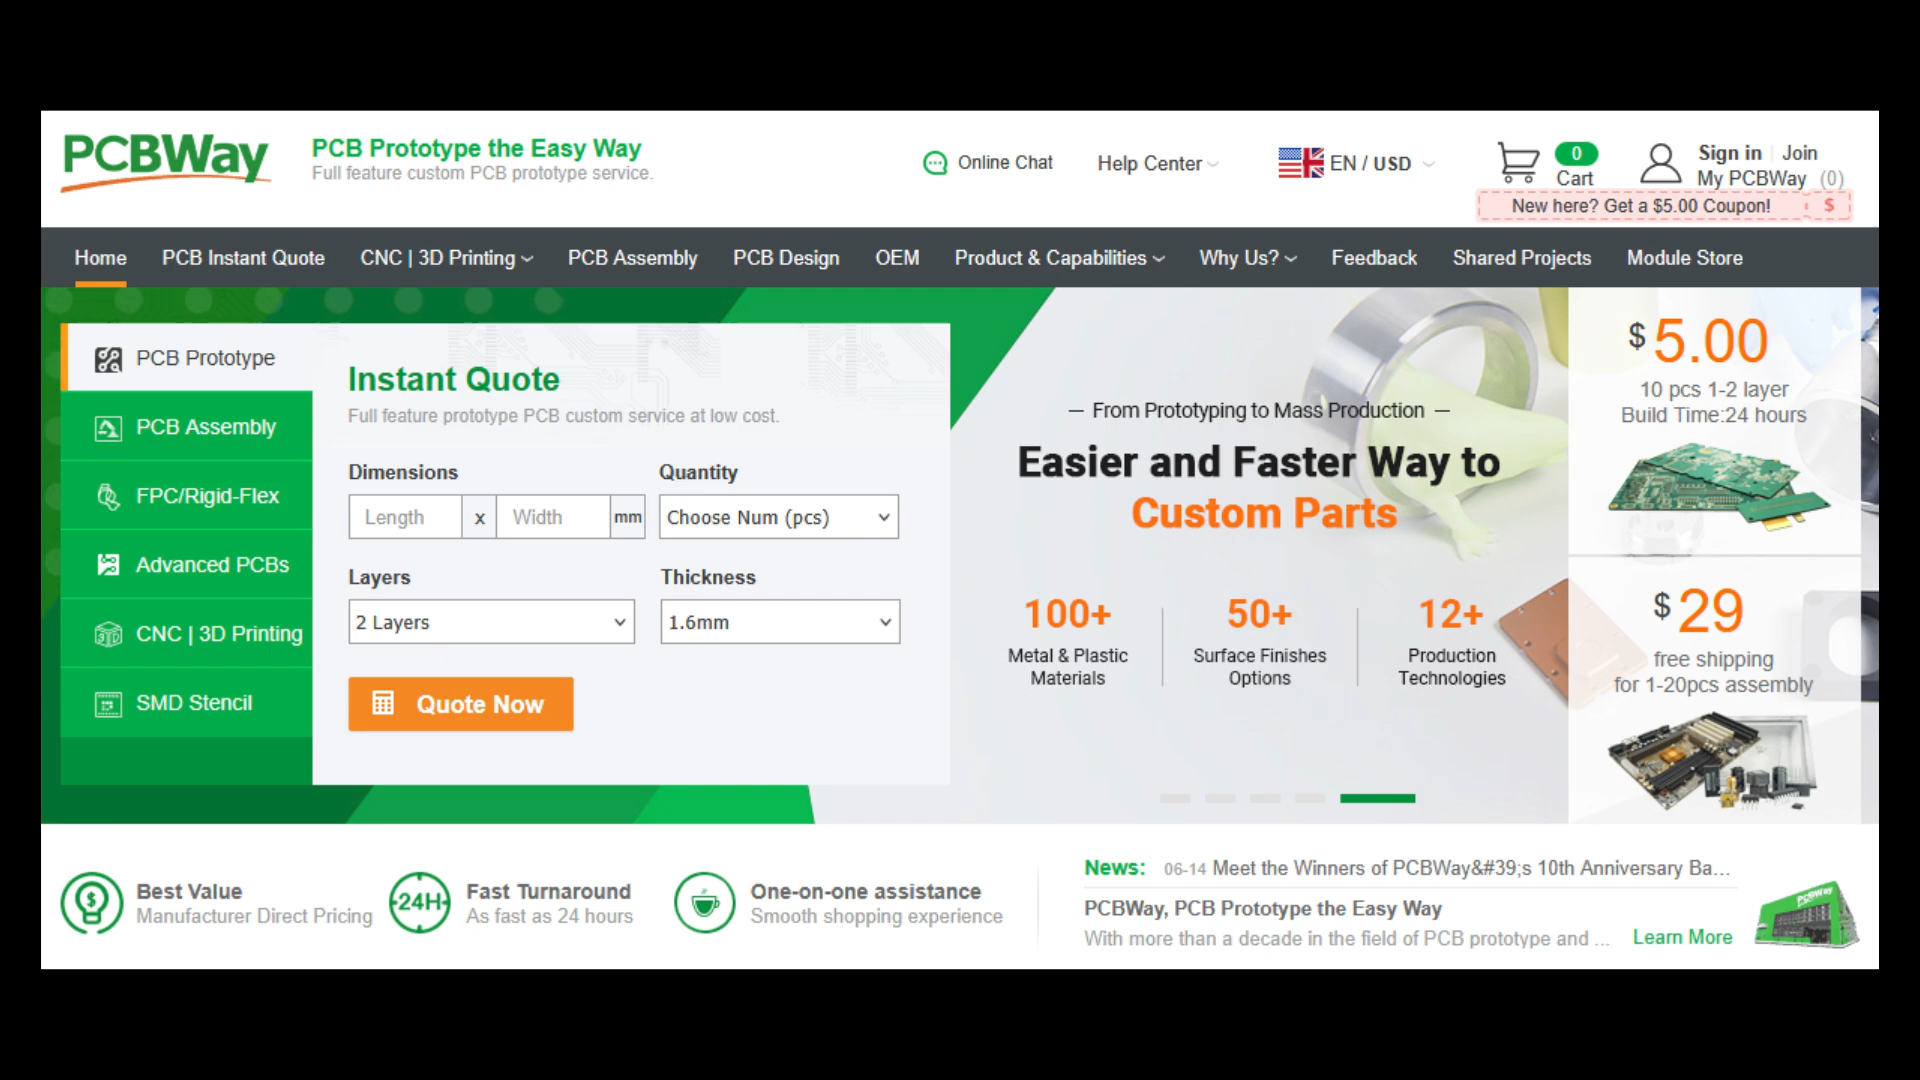 PCBWay
PCB Prototype the Easy Way
Full feature custom PCB prototype service.
Online Chat
Help Center
EN / USD
0
Cart
Sign in | Join
My PCBWay (0)
New here? Get a $5.00 Coupon! $
Home PCB Instant Quote CNC | 3D Printing PCB Assembly PCB Design OEM Product & Capabilities Why Us? Feedback Shared Projects Module Store
PCB Prototype
PCB Assembly
FPC/Rigid-Flex
Advanced PCBs
CNC | 3D Printing
SMD Stencil
Instant Quote
Full feature prototype PCB custom service at low cost.
Dimensions Quantity
Length x Width mm Choose Num (pcs)
Layers Thickness
2 Layers 1.6mm
Quote Now
— From Prototyping to Mass Production —
Easier and Faster Way to
Custom Parts
100+ 50+ 12+
Metal & Plastic Surface Finishes Production
Materials Options Technologies
$ 5.00
10 pcs 1-2 layer
Build Time:24 hours
$ 29
free shipping
for 1-20pcs assembly
$
Best Value
Manufacturer Direct Pricing
24H
Fast Turnaround
As fast as 24 hours
One-on-one assistance
Smooth shopping experience
News: 06-14 Meet the Winners of PCBWay&#39;s 10th Anniversary Ba...
PCBWay, PCB Prototype the Easy Way
With more than a decade in the field of PCB prototype and ... Learn More
PCBWay